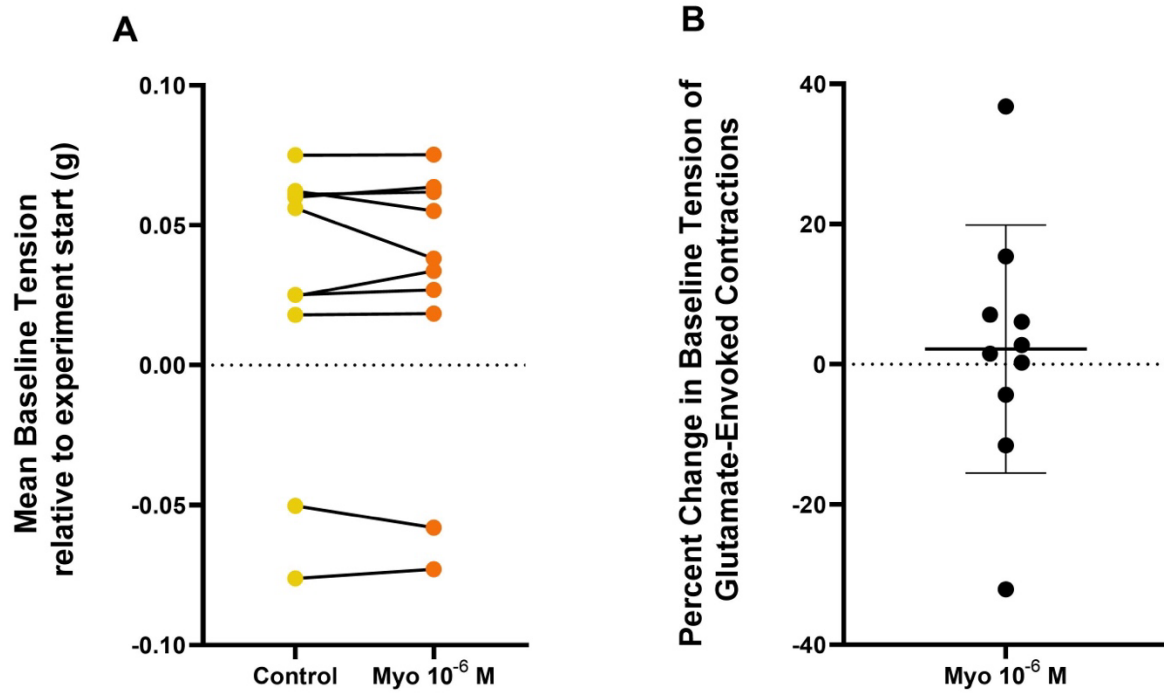 A
Mean Baseline Tension
relative to experiment start (g)
0.10
0.05
0.00
-0.05
-0.10
Control
Myo 10⁻⁶ M
B
Percent Change in Baseline Tension of
Glutamate-Envoked Contractions
40
20
0
-20
-40
Myo 10⁻⁶ M